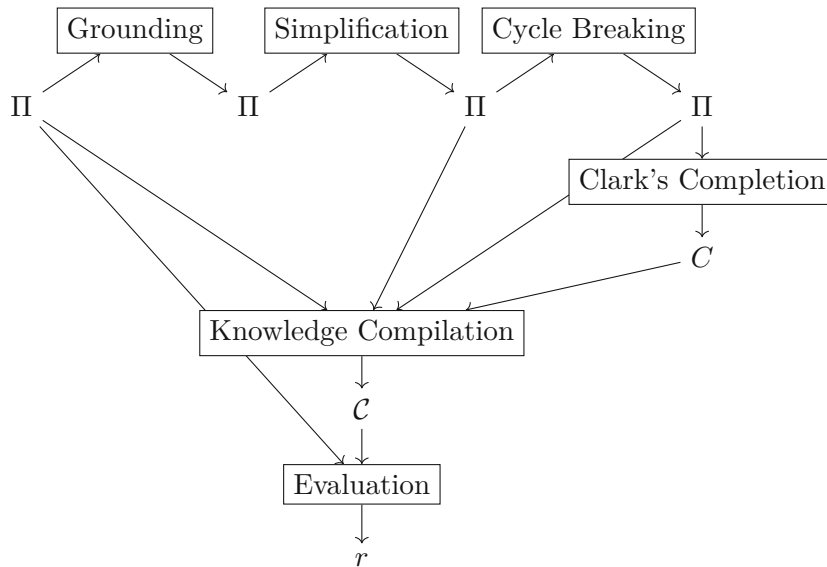 Grounding
Simplification
Cycle Breaking
Π
Π
Π
Π
Clark's Completion
C
Knowledge Compilation
𝒞
Evaluation
r